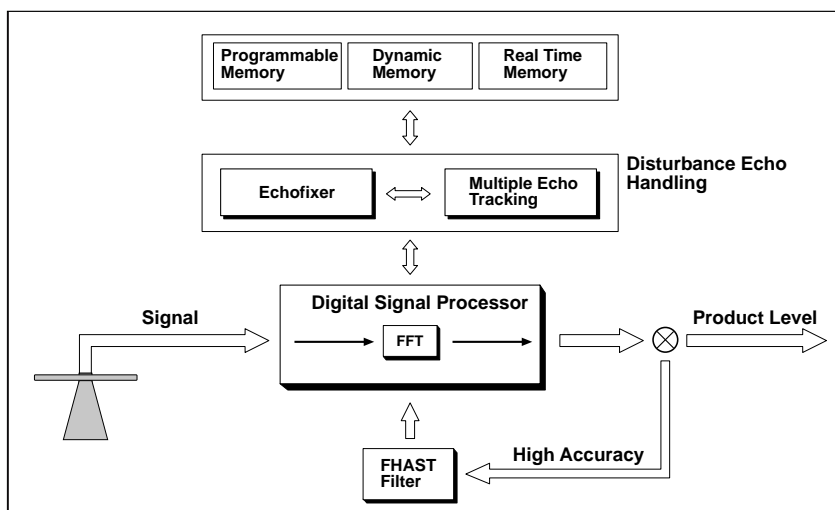 Programmable
Memory
Dynamic
Memory
Real Time
Memory
Disturbance Echo
Handling
Echofixer
Multiple Echo
Tracking
Digital Signal Processor
FFT
Signal
Product Level
High Accuracy
FHAST
Filter